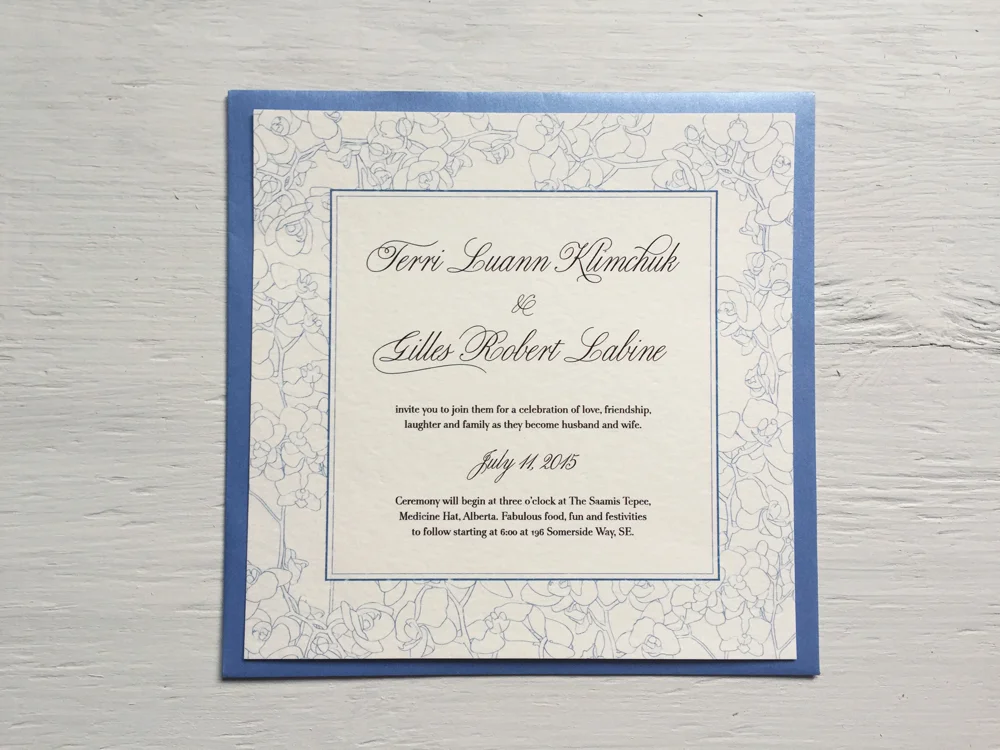 Terri Luann Klimchuk
&
Gilles Robert Labine
invite you to join them for a celebration of love, friendship,
laughter and family as they become husband and wife.
July 11, 2015
Ceremony will begin at three o'clock at The Saamis Tepee,
Medicine Hat, Alberta. Fabulous food, fun and festivities
to follow starting at 6:00 at 196 Somerside Way, SE.